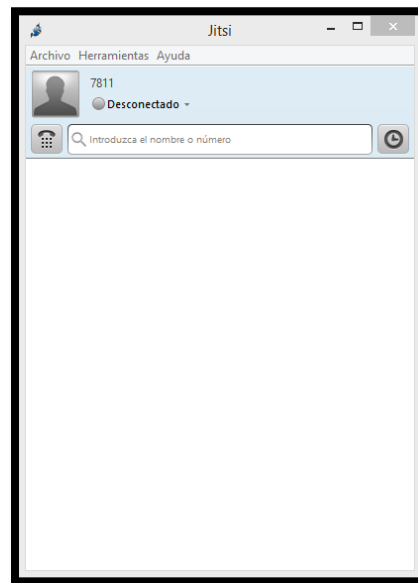 Jitsi
Archivo Herramientas Ayuda
7811
Desconectado
Introduzca el nombre o número